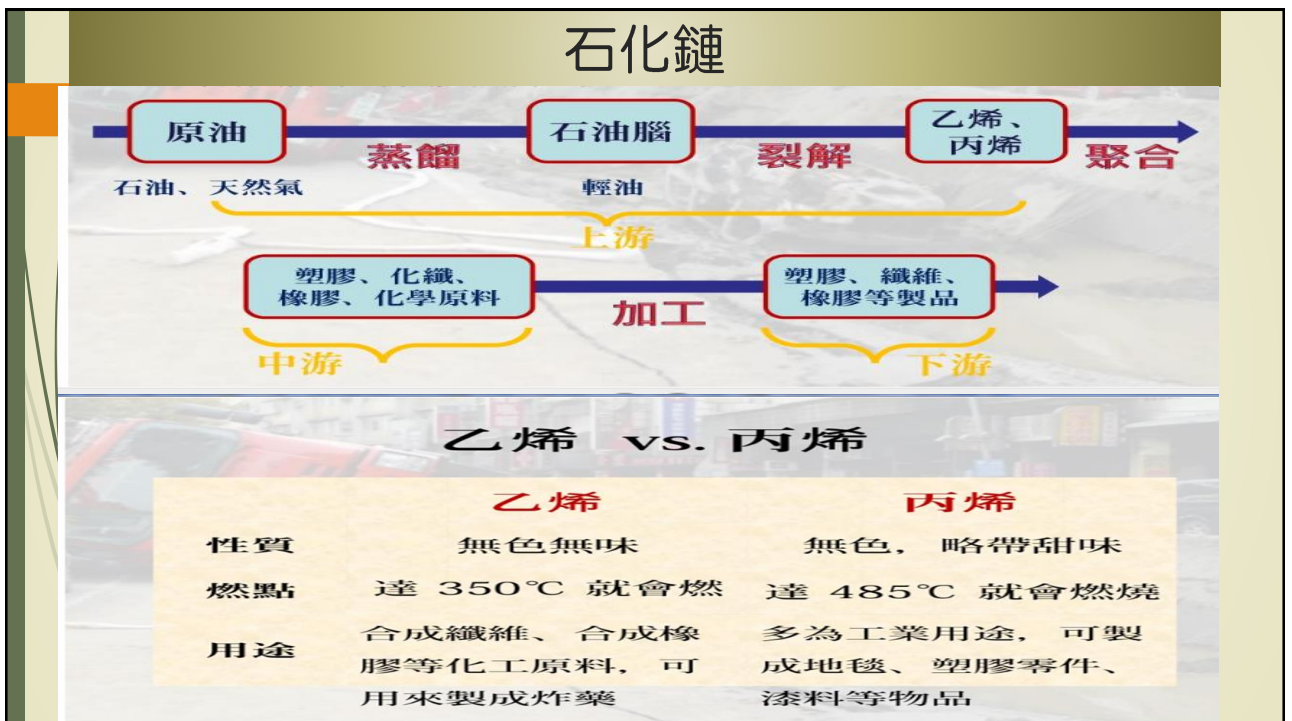 石化鏈
原油
蒸餾
石油腦
裂解
乙烯、
丙烯
聚合
石油、天然氣
輕油
上游
塑膠、化纖、
橡膠、化學原料
加工
塑膠、纖維、
橡膠等製品
中游
下游
乙烯 vs. 丙烯
乙烯 丙烯
性質 無色無味 無色，略帶甜味
燃點 達 350℃ 就會燃 達 485℃ 就會燃燒
用途
合成纖維、合成橡
膠等化工原料，可
用來製成炸藥
多為工業用途，可製
成地毯、塑膠零件、
漆料等物品